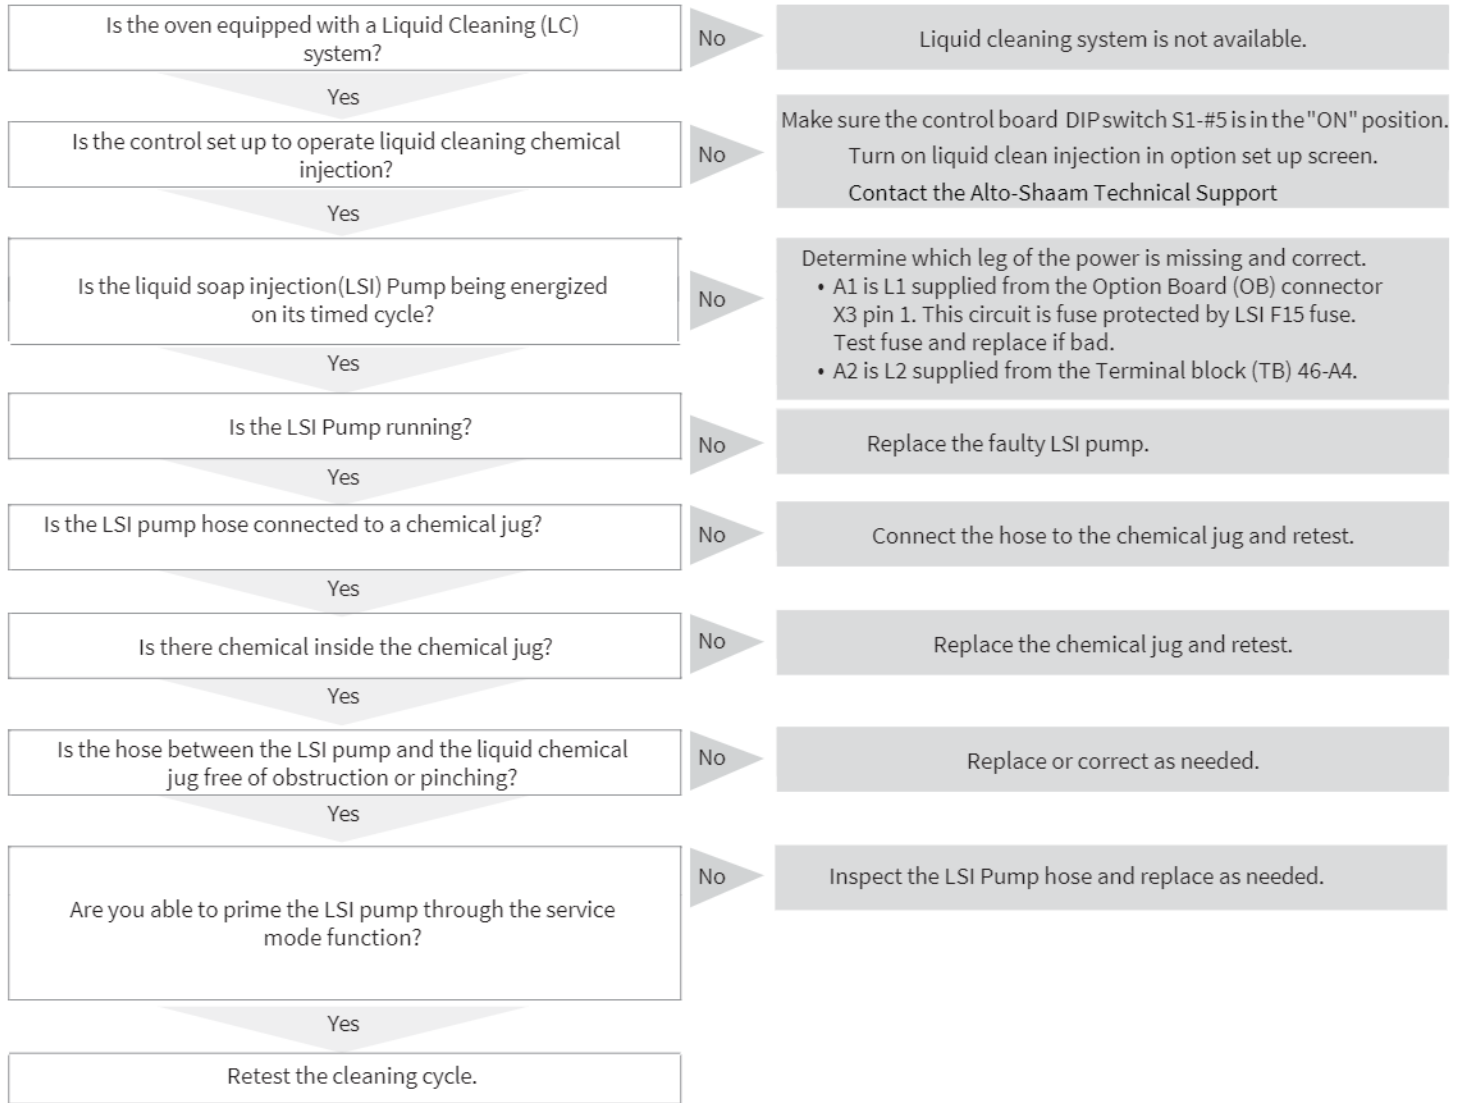 Is the oven equipped with a Liquid Cleaning (LC)
system?
No
Liquid cleaning system is not available.
Yes
Is the control set up to operate liquid cleaning chemical
injection?
No
Make sure the control board DIP switch S1-#5 is in the "ON" position.
Turn on liquid clean injection in option set up screen.
Contact the Alto-Shaam Technical Support
Yes
Is the liquid soap injection(LSI) Pump being energized
on its timed cycle?
No
Determine which leg of the power is missing and correct.
• A1 is L1 supplied from the Option Board (OB) connector
X3 pin 1. This circuit is fuse protected by LSI F15 fuse.
Test fuse and replace if bad.
• A2 is L2 supplied from the Terminal block (TB) 46-A4.
Yes
Is the LSI Pump running?
No
Replace the faulty LSI pump.
Yes
Is the LSI pump hose connected to a chemical jug?
No
Connect the hose to the chemical jug and retest.
Yes
Is there chemical inside the chemical jug?
No
Replace the chemical jug and retest.
Yes
Is the hose between the LSI pump and the liquid chemical
jug free of obstruction or pinching?
No
Replace or correct as needed.
Yes
Are you able to prime the LSI pump through the service
mode function?
No
Inspect the LSI Pump hose and replace as needed.
Yes
Retest the cleaning cycle.